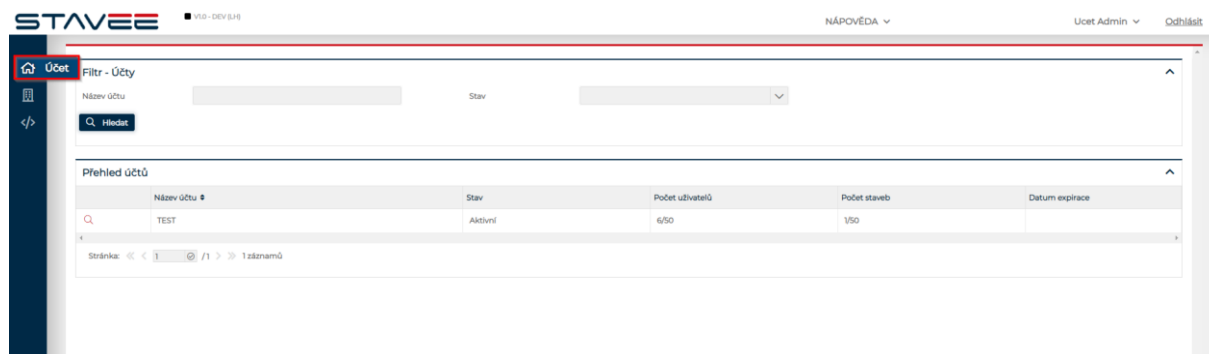 STAVEE
V1.0 - DEV (LH)
NÁPOVĚDA
Ucet Admin
Odhlásit
Účet
Filtr - Účty
Název účtu
Stav
Hledat
Přehled účtů
Název účtu Stav Počet uživatelů Počet staveb Datum expirace
TEST Aktivní 6/50 1/50
Stránka: 1 /1 1 záznamů